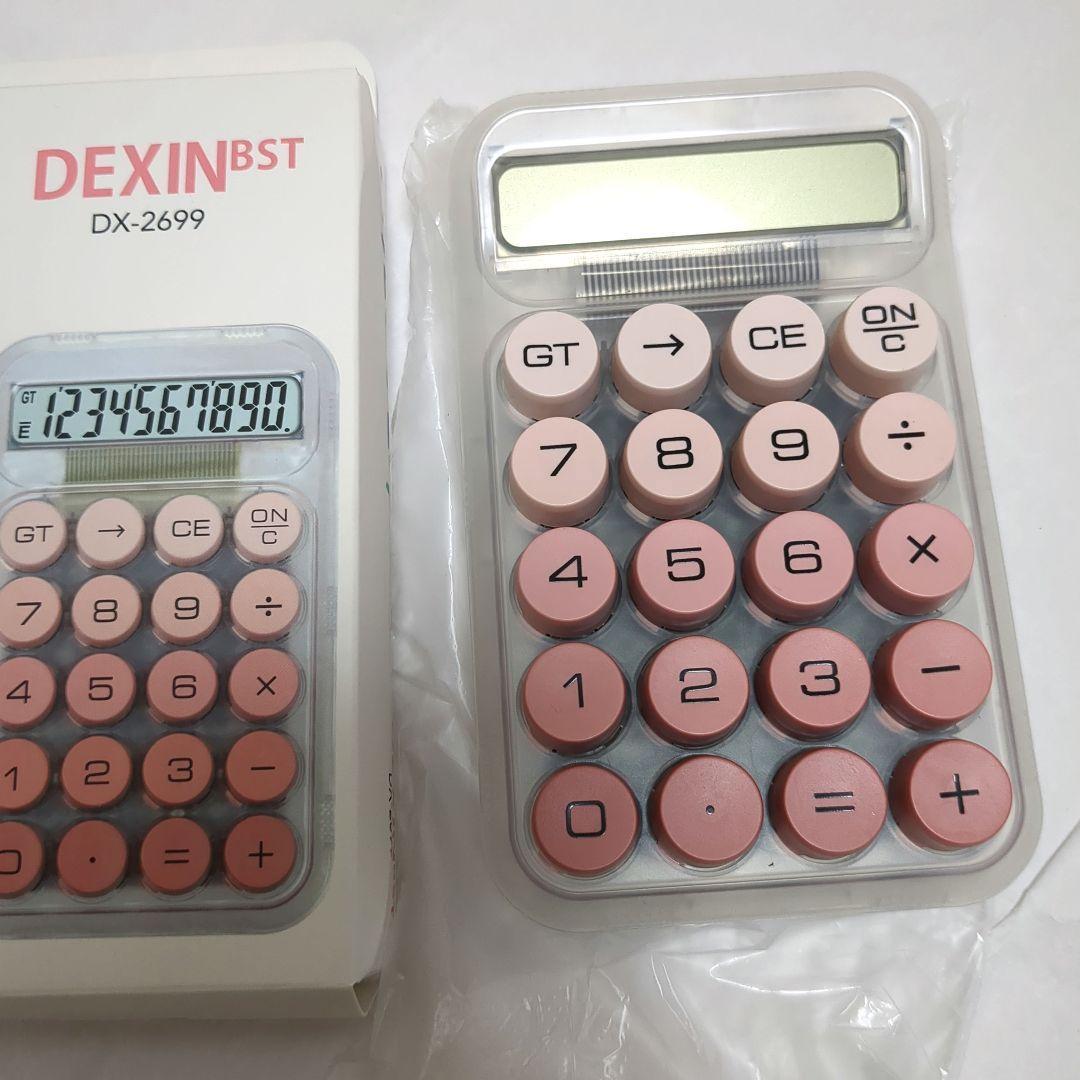 DEXINBST
DX-2699
GT
E
1234567890.
GT → CE ON/C
7 8 9 ÷
4 5 6 ×
1 2 3 −
0 · = +
GT → CE ON/C
7 8 9 ÷
4 5 6 ×
1 2 3 −
0 · = +